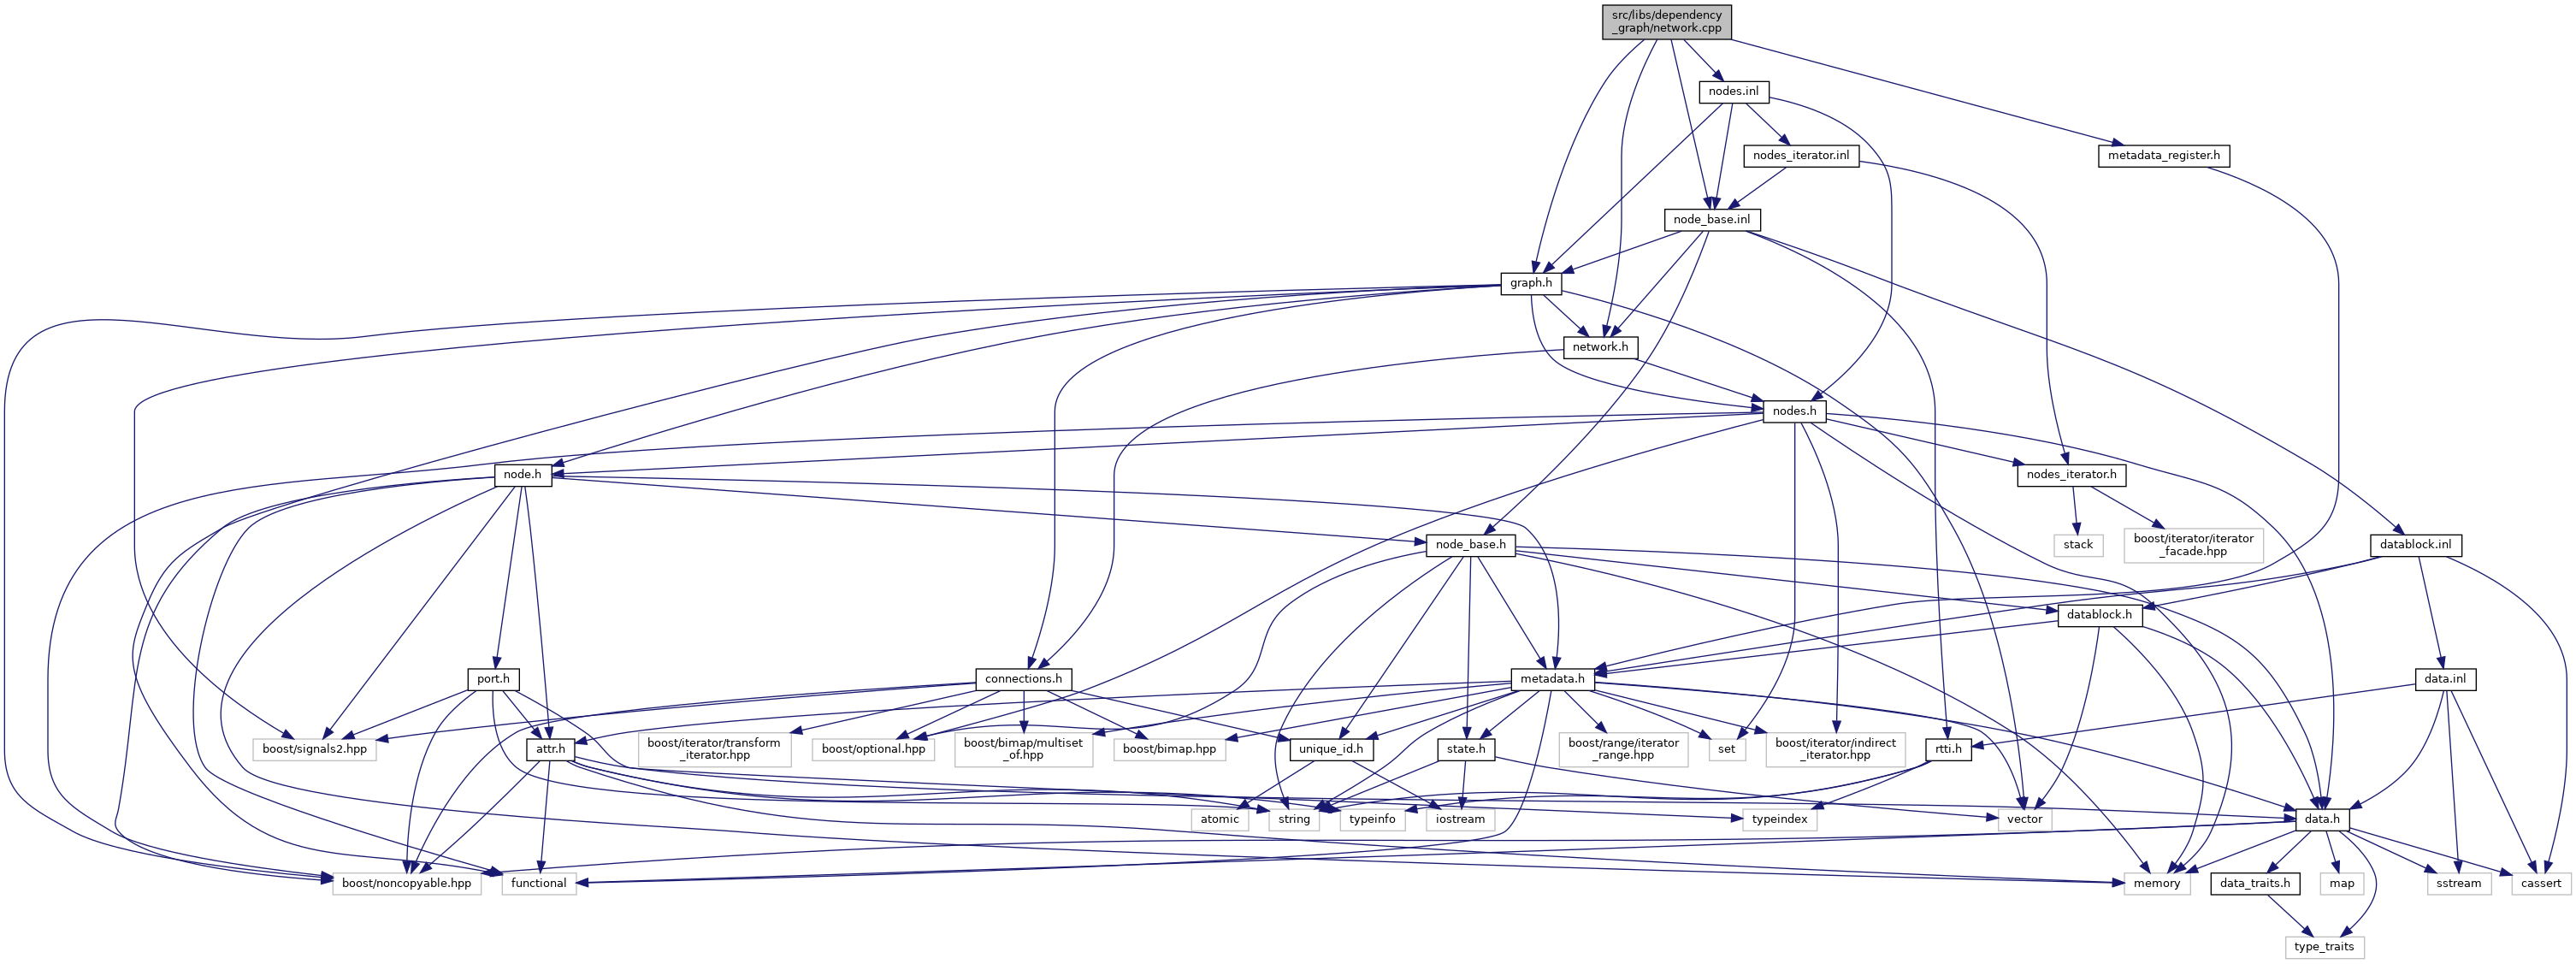 src/libs/dependency
_graph/network.cpp
nodes.inl
nodes_iterator.inl
metadata_register.h
node_base.inl
graph.h
network.h
nodes.h
node.h
nodes_iterator.h
stack
boost/iterator/iterator
_facade.hpp
node_base.h
datablock.inl
datablock.h
port.h
connections.h
metadata.h
data.inl
boost/signals2.hpp
attr.h
boost/iterator/transform
_iterator.hpp
boost/optional.hpp
boost/bimap/multiset
_of.hpp
boost/bimap.hpp
unique_id.h
state.h
boost/range/iterator
_range.hpp
set
boost/iterator/indirect
_iterator.hpp
rtti.h
atomic
string
typeinfo
iostream
typeindex
vector
data.h
boost/noncopyable.hpp
functional
memory
data_traits.h
map
sstream
cassert
type_traits